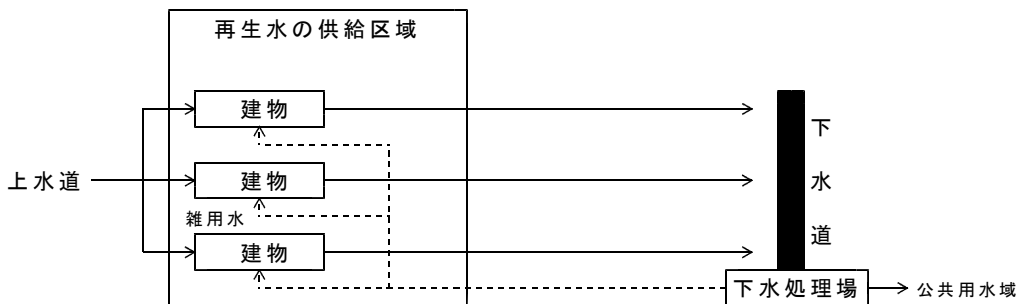 再生水の供給区域
建物
下
上水道
建物
水
雑用水
建物
道
下水処理場
公共用水域